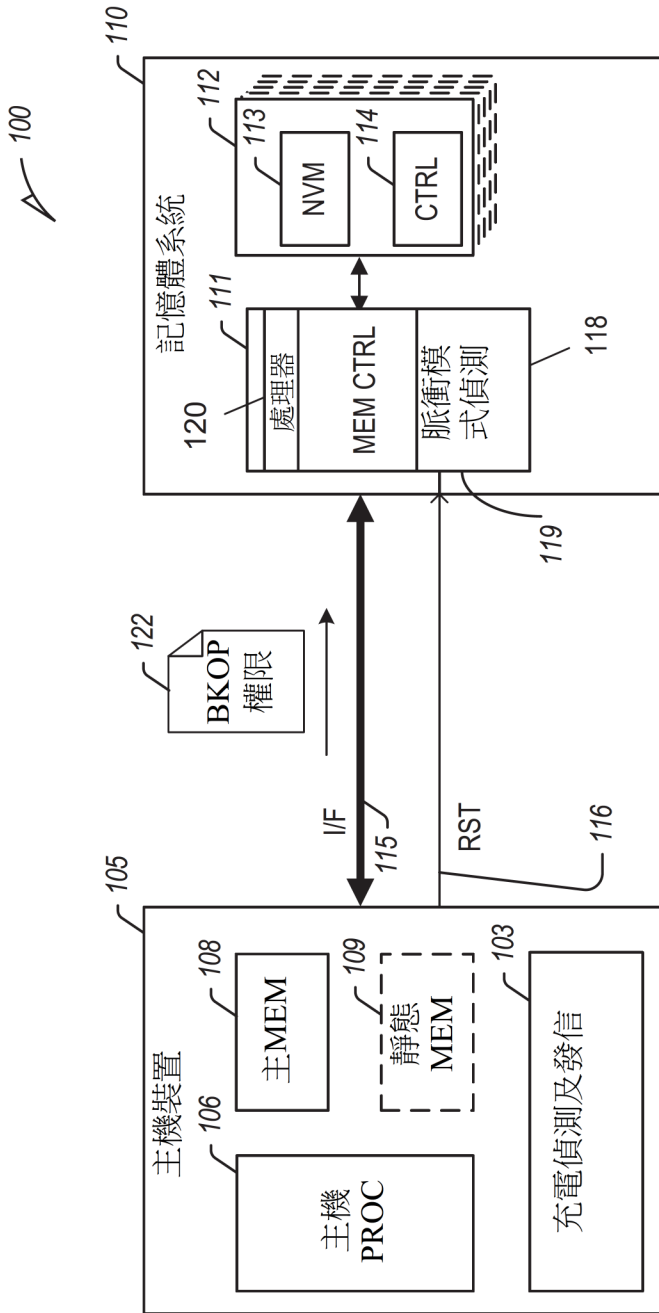 100
105
主機裝置
106
主機
PROC
108
主MEM
109
靜態
MEM
103
充電偵測及發信
122
BKOP
權限
I/F
115
RST
116
110
記憶體系統
111
120
處理器
MEM CTRL
脈衝模
式偵測
118
119
112
113
NVM
114
CTRL